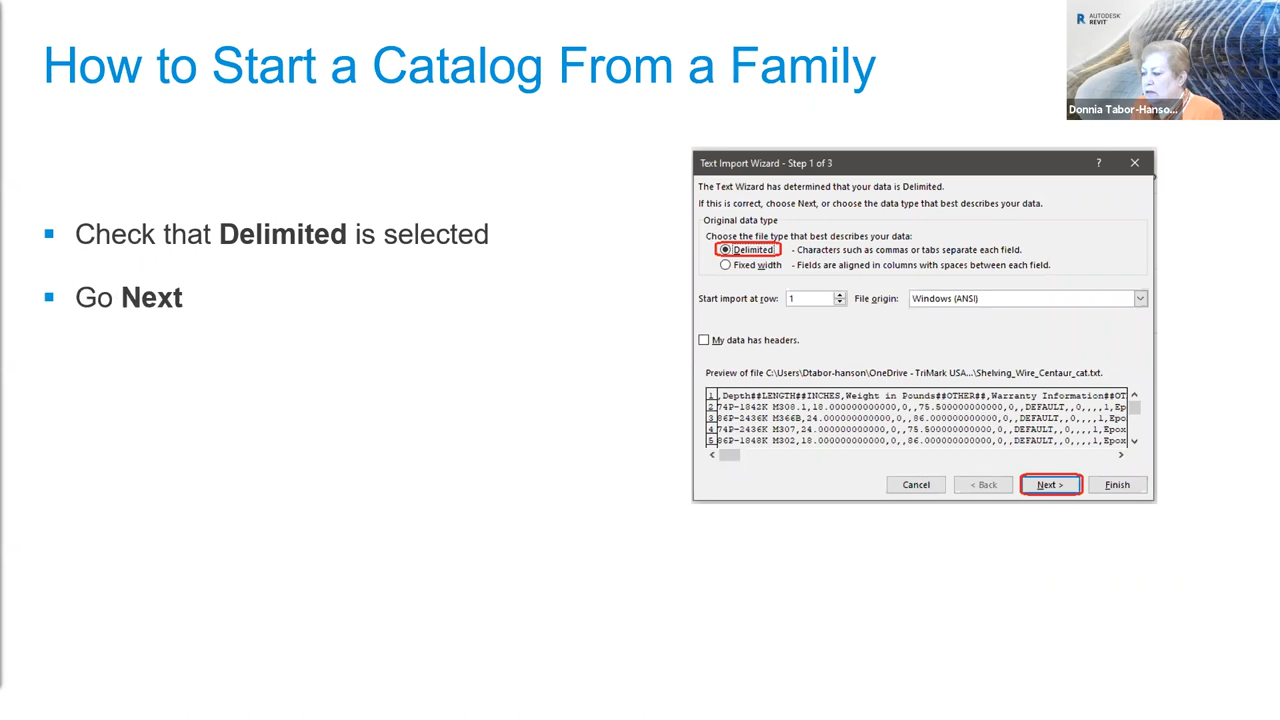 How to Start a Catalog From a Family
AUTODESK
REVIT
Donnia Tabor-Hanso...
Check that Delimited is selected
Go Next
Text Import Wizard - Step 1 of 3
The Text Wizard has determined that your data is Delimited.
If this is correct, choose Next, or choose the data type that best describes your data.
Original data type
Choose the file type that best describes your data:
Delimited - Characters such as commas or tabs separate each field.
Fixed width - Fields are aligned in columns with spaces between each field.
Start import at row: 1 File origin: Windows (ANSI)
My data has headers.
Preview of file C:\Users\Dtabor-hanson\OneDrive - TriMark USA...\Shelving_Wire_Centaur_cat.txt.
1 ,Depth##LENGTH##INCHES,Weight in Pounds##OTHER##,Warranty Information##OT
2 74P-1842K M308.1,18.000000000000,0,,75.500000000000,0,,DEFAULT,,0,,,,1,Ep
3 86P-2436K M366B,24.000000000000,0,,86.000000000000,0,,DEFAULT,,0,,,,1,Epo
4 74P-2436K M307,24.000000000000,0,,75.500000000000,0,,DEFAULT,,0,,,,1,Epox
5 86P-1848K M302,18.000000000000,0,,86.000000000000,0,,DEFAULT,,0,,,,1,Epox
Cancel < Back Next > Finish